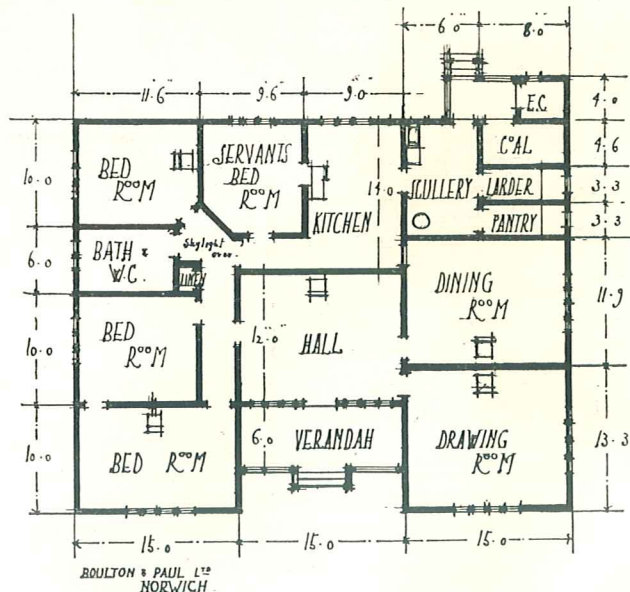 6·0
8·0
11·6
9·6
9·0
E.C.
4·0
BED
ROOM
SERVANTS
BED
ROOM
COAL
4·6
10·0
14·0
SCULLERY
LARDER
3·3
KITCHEN
PANTRY
3·3
BATH &
W.C.
Skylight
over.
6·0
LINEN
DINING
ROOM
11·9
BED
ROOM
10·0
12·0
HALL
BED ROOM
10·0
6·0
VERANDAH
DRAWING
ROOM
13·3
15·0
15·0
15·0
BOULTON & PAUL LTD
NORWICH